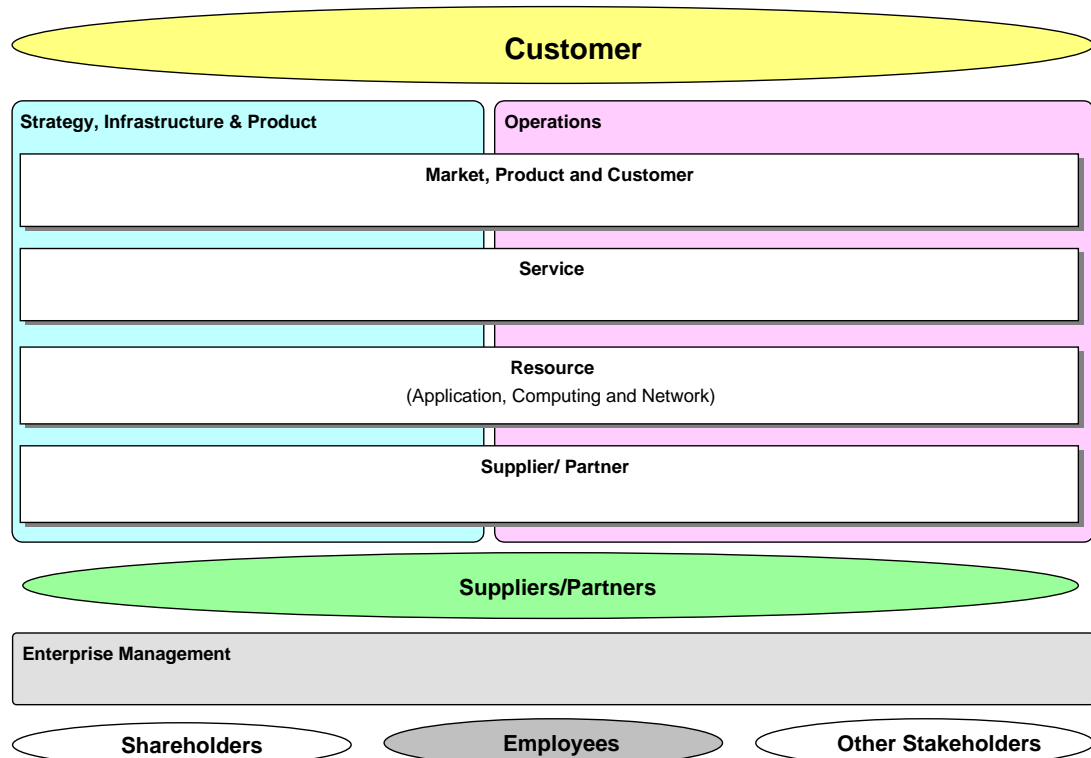 Customer
Strategy, Infrastructure & Product
Operations
Market, Product and Customer
Service
Resource
(Application, Computing and Network)
Supplier/ Partner
Suppliers/Partners
Enterprise Management
Shareholders
Employees
Other Stakeholders